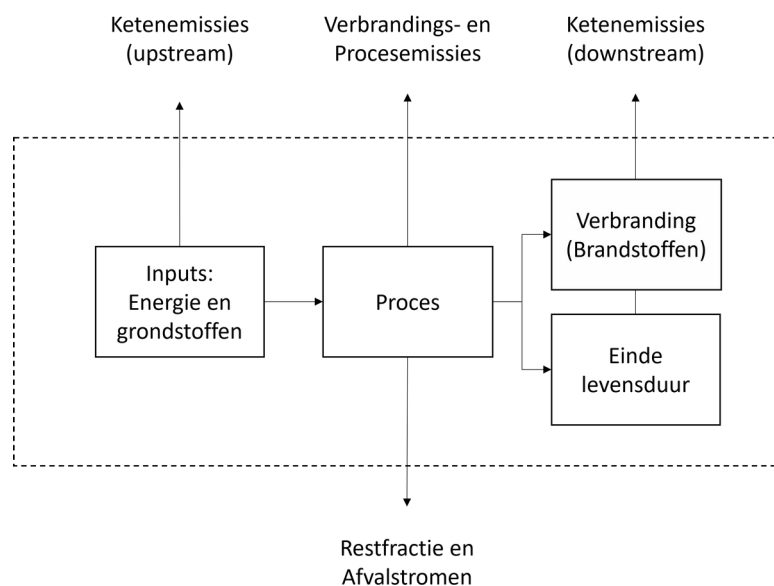 Ketenemissies
(upstream)
Verbrandings- en
Procesemissies
Ketenemissies
(downstream)
Inputs:
Energie en
grondstoffen
Proces
Verbranding
(Brandstoffen)
Einde
levensduur
Restfractie en
Afvalstromen